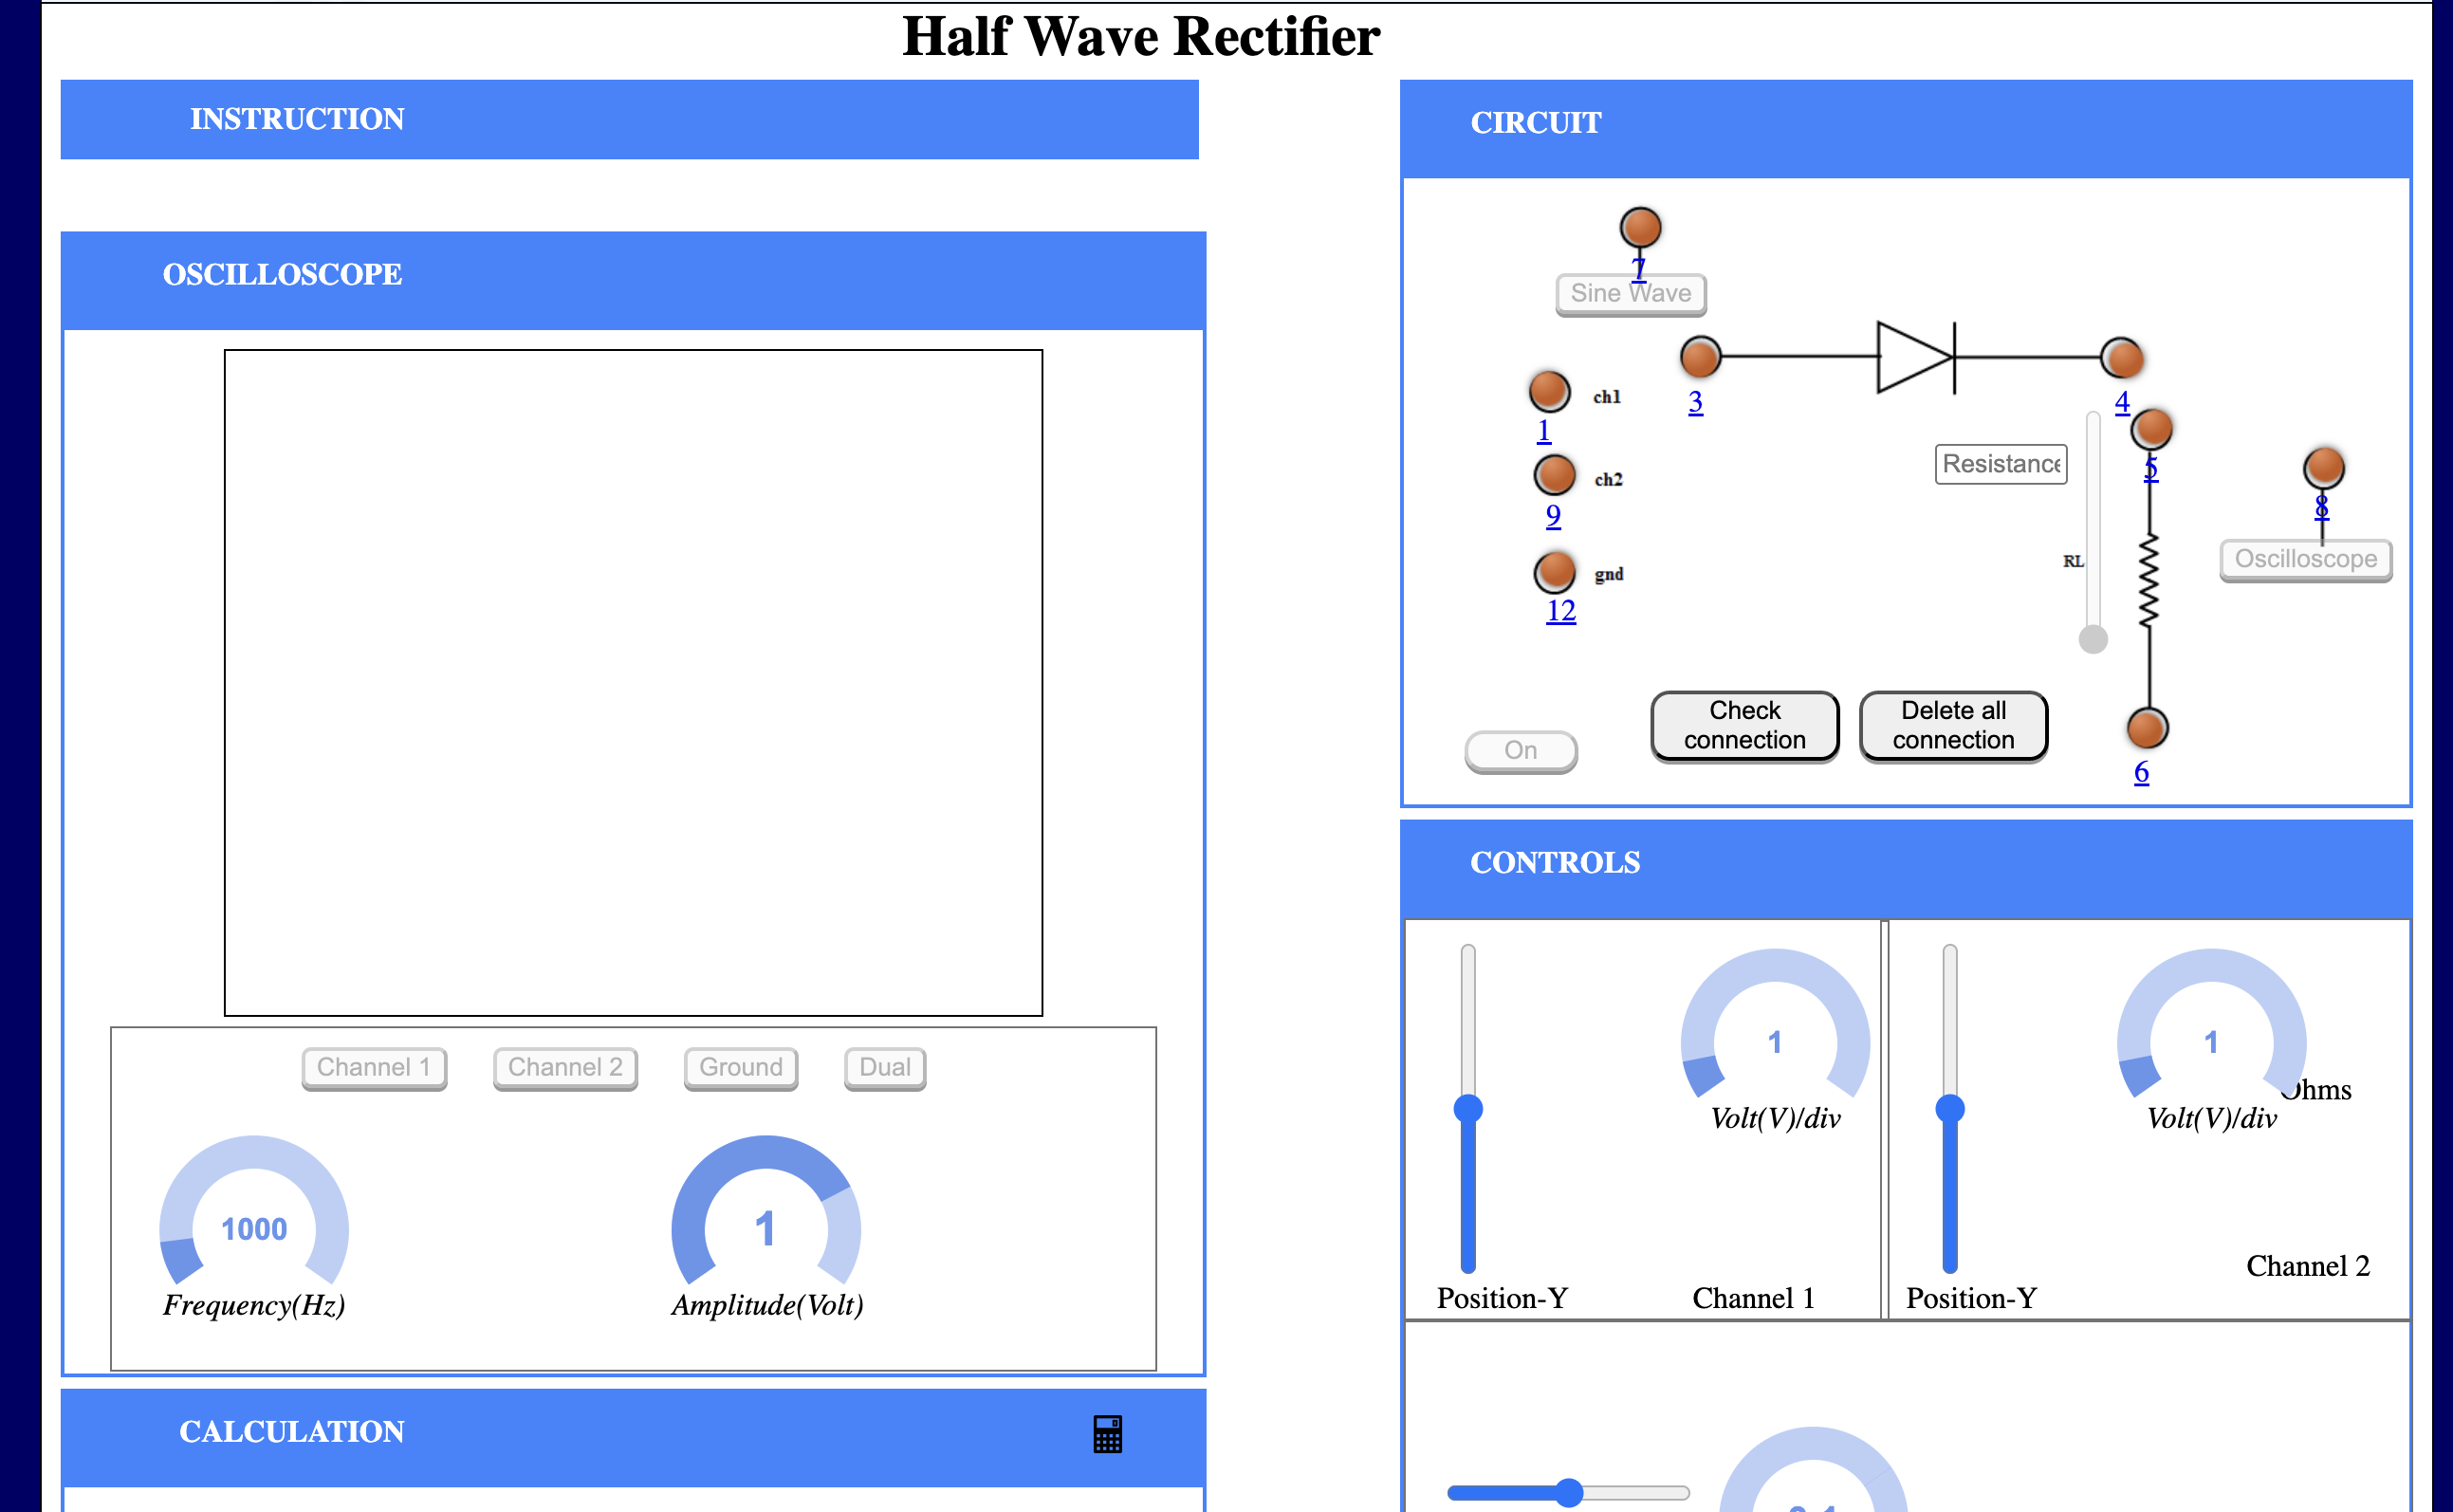 Half Wave Rectifier
INSTRUCTION
OSCILLOSCOPE
Channel 1
Channel 2
Ground
Dual
1000
Frequency(Hz)
1
Amplitude(Volt)
CALCULATION
CIRCUIT
7
Sine Wave
3
4
ch1
1
ch2
9
gnd
12
Resistance
5
8
RL
Oscilloscope
On
Check
connection
Delete all
connection
6
CONTROLS
1
Volt(V)/div
Position-Y
Channel 1
1
Ohms
Volt(V)/div
Position-Y
Channel 2